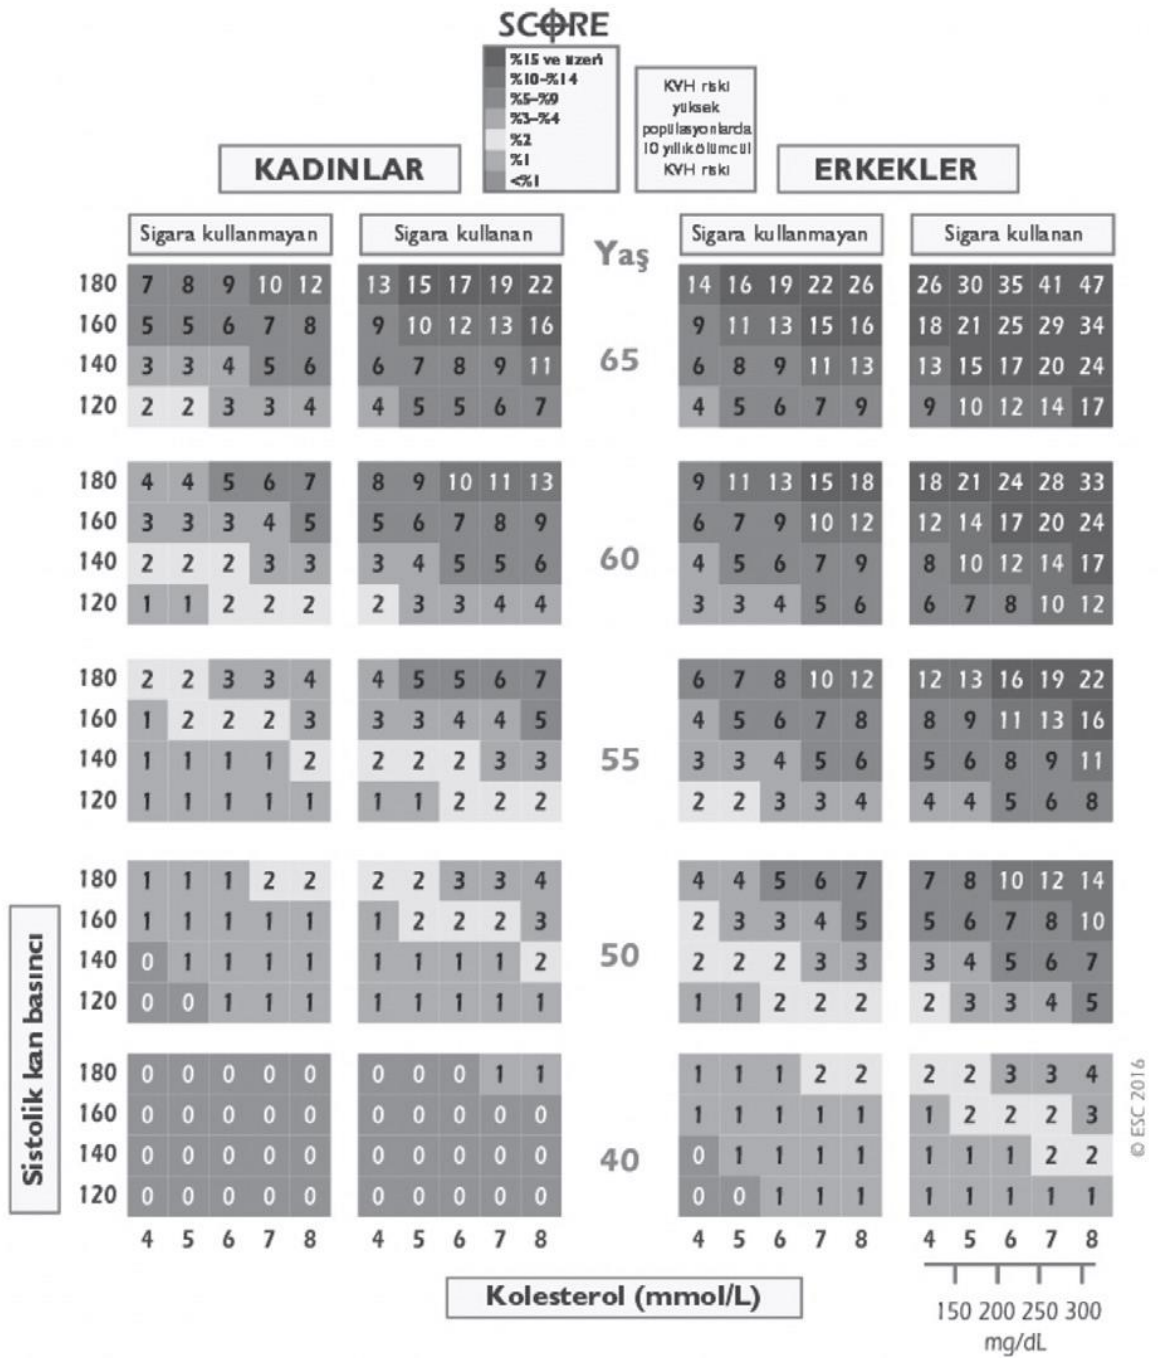 SCORE
%15 ve üzeri
%10-%14
%5-%9
%3-%4
%2
%1
<%1
KVH riski
yüksek
popülasyonlarda
10 yıllık ölümcül
KVH riski
KADINLAR
ERKEKLER
Sigara kullanmayan
Sigara kullanan
Yaş
Sigara kullanmayan
Sigara kullanan
180 7 8 9 10 12 13 15 17 19 22 14 16 19 22 26 26 30 35 41 47
160 5 5 6 7 8 9 10 12 13 16 9 11 13 15 16 18 21 25 29 34
65
140 3 3 4 5 6 6 7 8 9 11 6 8 9 11 13 13 15 17 20 24
120 2 2 3 3 4 4 5 5 6 7 4 5 6 7 9 9 10 12 14 17
180 4 4 5 6 7 8 9 10 11 13 9 11 13 15 18 18 21 24 28 33
160 3 3 3 4 5 5 6 7 8 9 6 7 9 10 12 12 14 17 20 24
60
140 2 2 2 3 3 3 4 5 5 6 4 5 6 7 9 8 10 12 14 17
120 1 1 2 2 2 2 3 3 4 4 3 3 4 5 6 6 7 8 10 12
180 2 2 3 3 4 4 5 5 6 7 6 7 8 10 12 12 13 16 19 22
160 1 2 2 2 3 3 3 4 4 5 4 5 6 7 8 8 9 11 13 16
55
140 1 1 1 1 2 2 2 2 3 3 3 3 4 5 6 5 6 8 9 11
120 1 1 1 1 1 1 1 2 2 2 2 2 3 3 4 4 4 5 6 8
180 1 1 1 2 2 2 2 3 3 4 4 4 5 6 7 7 8 10 12 14
160 1 1 1 1 1 1 2 2 2 3 2 3 3 4 5 5 6 7 8 10
50
140 0 1 1 1 1 1 1 1 1 2 2 2 2 3 3 3 4 5 6 7
120 0 0 1 1 1 1 1 1 1 1 1 1 2 2 2 2 3 3 4 5
180 0 0 0 0 0 0 0 0 1 1 1 1 1 2 2 2 2 3 3 4
160 0 0 0 0 0 0 0 0 0 0 1 1 1 1 1 1 2 2 2 3
40
140 0 0 0 0 0 0 0 0 0 0 0 1 1 1 1 1 1 1 2 2
120 0 0 0 0 0 0 0 0 0 0 0 0 1 1 1 1 1 1 1 1
4 5 6 7 8 4 5 6 7 8 4 5 6 7 8 4 5 6 7 8
Sistolik kan basıncı
Kolesterol (mmol/L)
150 200 250 300
mg/dL
© ESC 2016